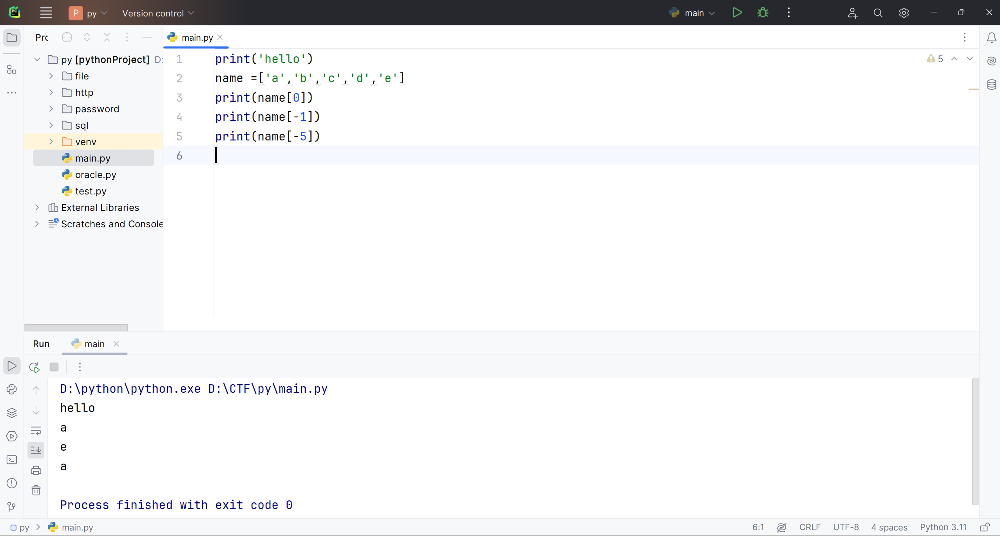 PC
P py Version control main
Pro
main.py
py [pythonProject] D:
file
http
password
sql
venv
main.py
oracle.py
test.py
External Libraries
Scratches and Console
1 print('hello')
2 name =['a','b','c','d','e']
3 print(name[0])
4 print(name[-1])
5 print(name[-5])
6
5
Run main
D:\python\python.exe D:\CTF\py\main.py
hello
a
e
a
Process finished with exit code 0
py main.py 6:1 CRLF UTF-8 4 spaces Python 3.11